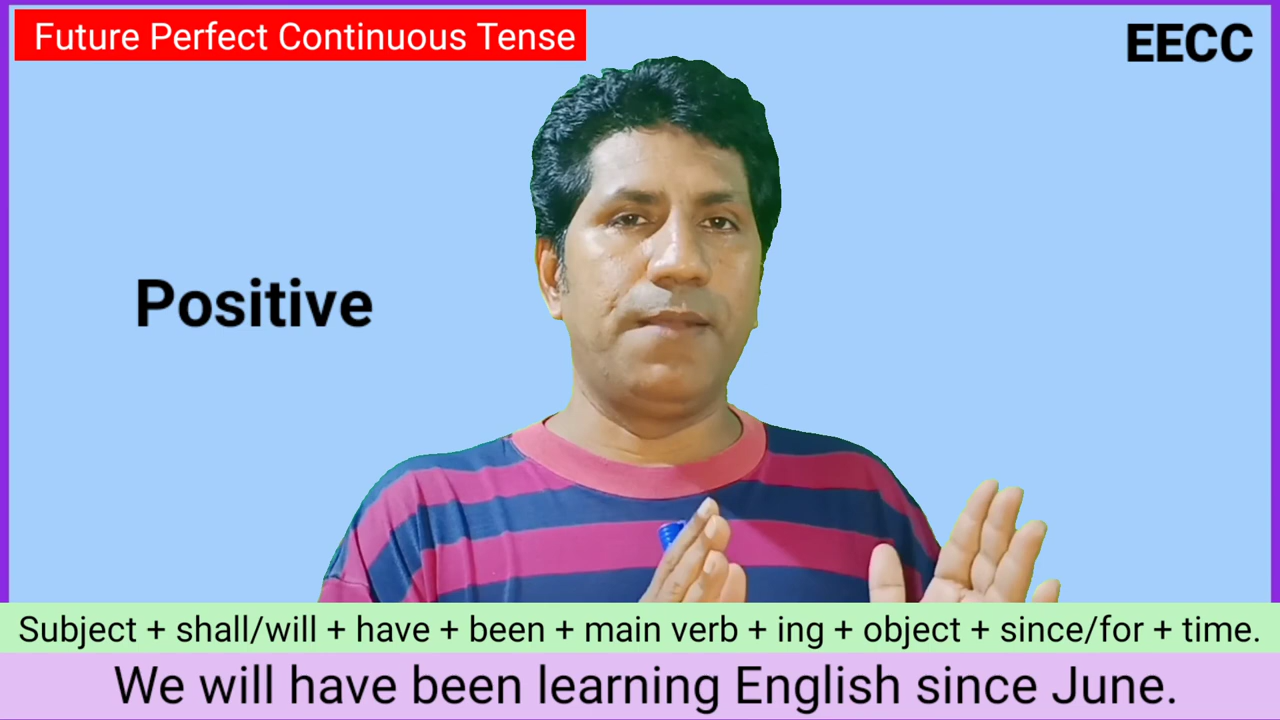 Future Perfect Continuous Tense
EECC
Positive
Subject + shall/will + have + been + main verb + ing + object + since/for + time.
We will have been learning English since June.